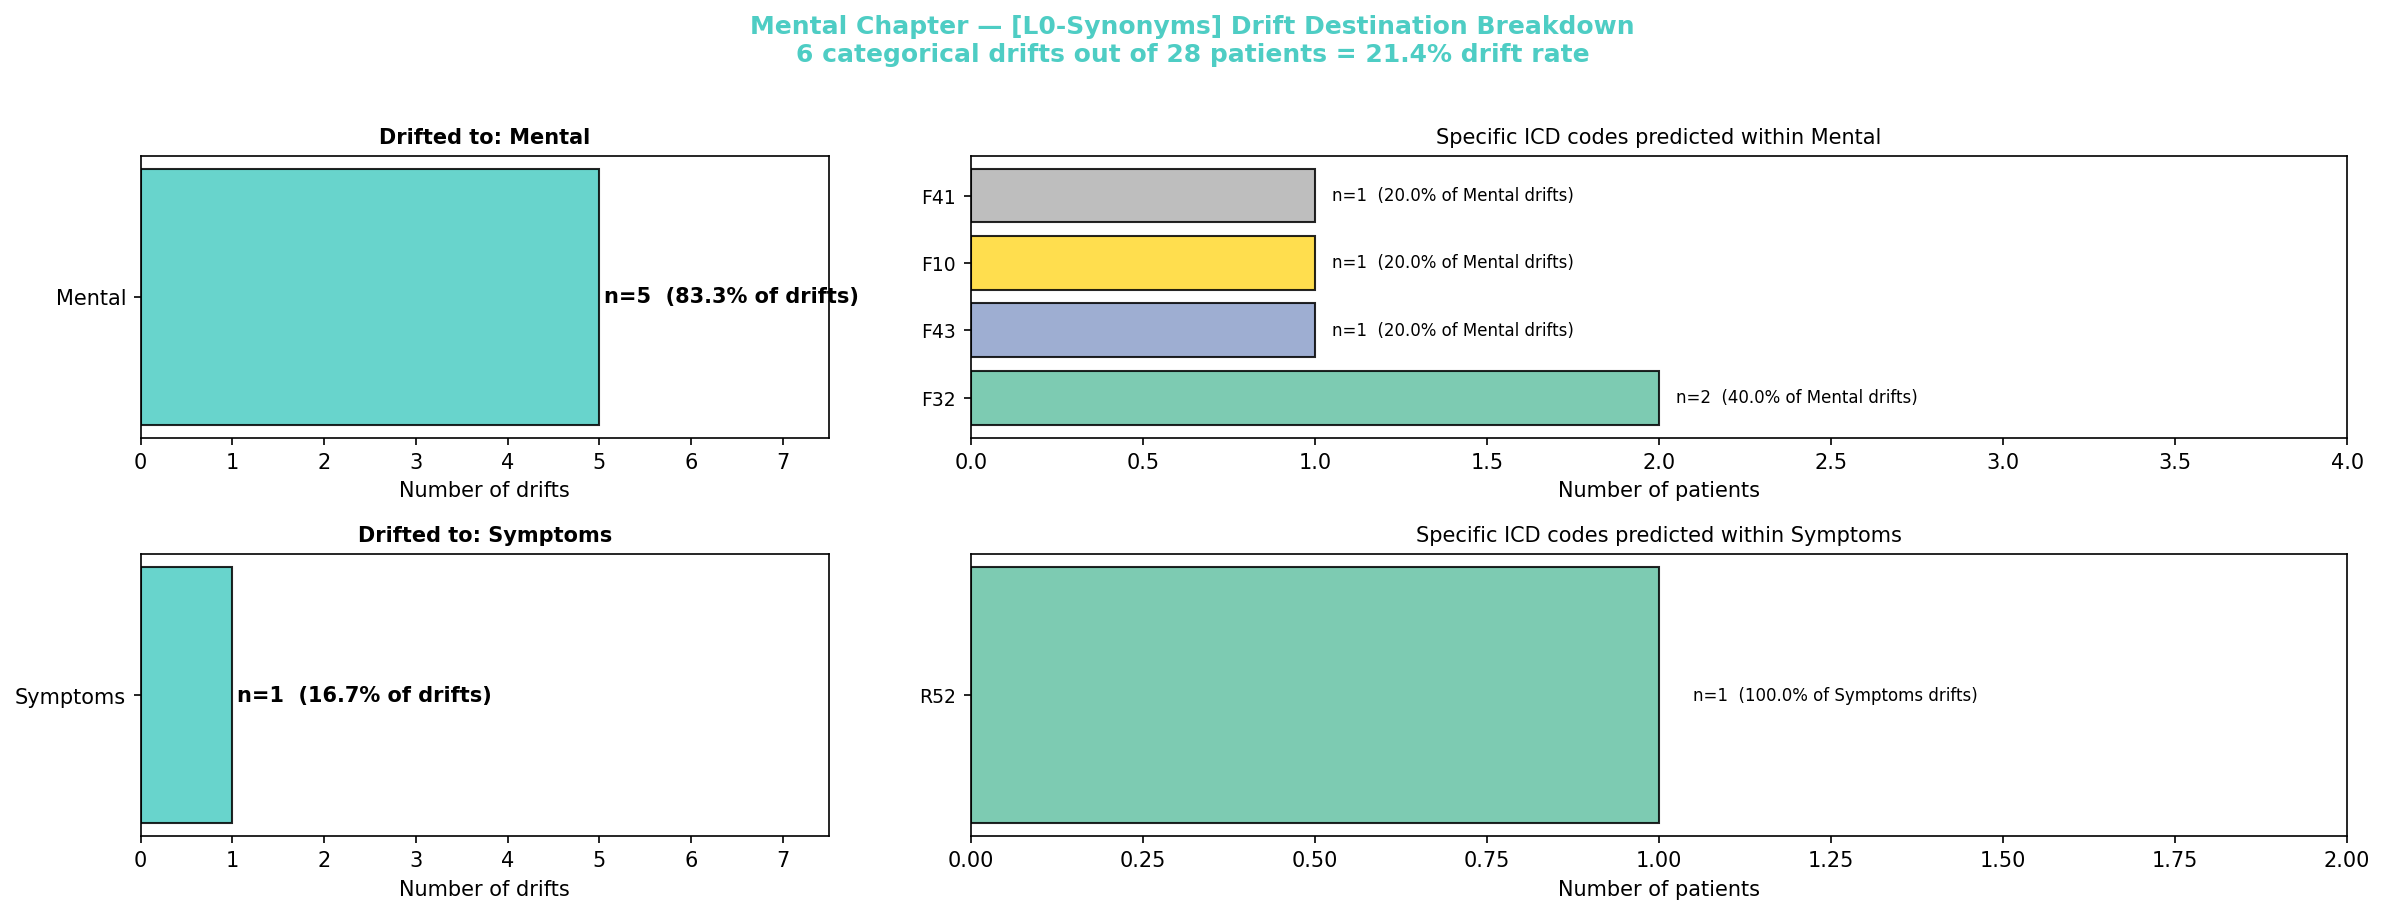 Mental Chapter — [L0-Synonyms] Drift Destination Breakdown
6 categorical drifts out of 28 patients = 21.4% drift rate
Drifted to: Mental
Mental
n=5  (83.3% of drifts)
0 1 2 3 4 5 6 7
Number of drifts
Specific ICD codes predicted within Mental
F41
n=1  (20.0% of Mental drifts)
F10
n=1  (20.0% of Mental drifts)
F43
n=1  (20.0% of Mental drifts)
F32
n=2  (40.0% of Mental drifts)
0.0 0.5 1.0 1.5 2.0 2.5 3.0 3.5 4.0
Number of patients
Drifted to: Symptoms
Symptoms
n=1  (16.7% of drifts)
0 1 2 3 4 5 6 7
Number of drifts
Specific ICD codes predicted within Symptoms
R52
n=1  (100.0% of Symptoms drifts)
0.00 0.25 0.50 0.75 1.00 1.25 1.50 1.75 2.00
Number of patients